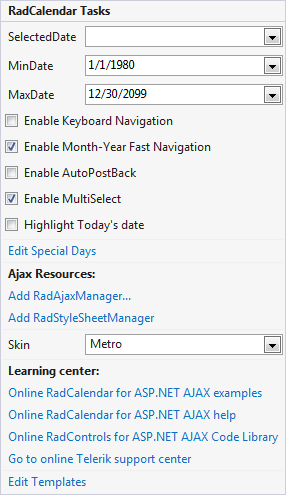 RadCalendar Tasks
SelectedDate
MinDate 1/1/1980
MaxDate 12/30/2099
Enable Keyboard Navigation
Enable Month-Year Fast Navigation
Enable AutoPostBack
Enable MultiSelect
Highlight Today's date
Edit Special Days
Ajax Resources:
Add RadAjaxManager...
Add RadStyleSheetManager
Skin Metro
Learning center:
Online RadCalendar for ASP.NET AJAX examples
Online RadCalendar for ASP.NET AJAX help
Online RadControls for ASP.NET AJAX Code Library
Go to online Telerik support center
Edit Templates